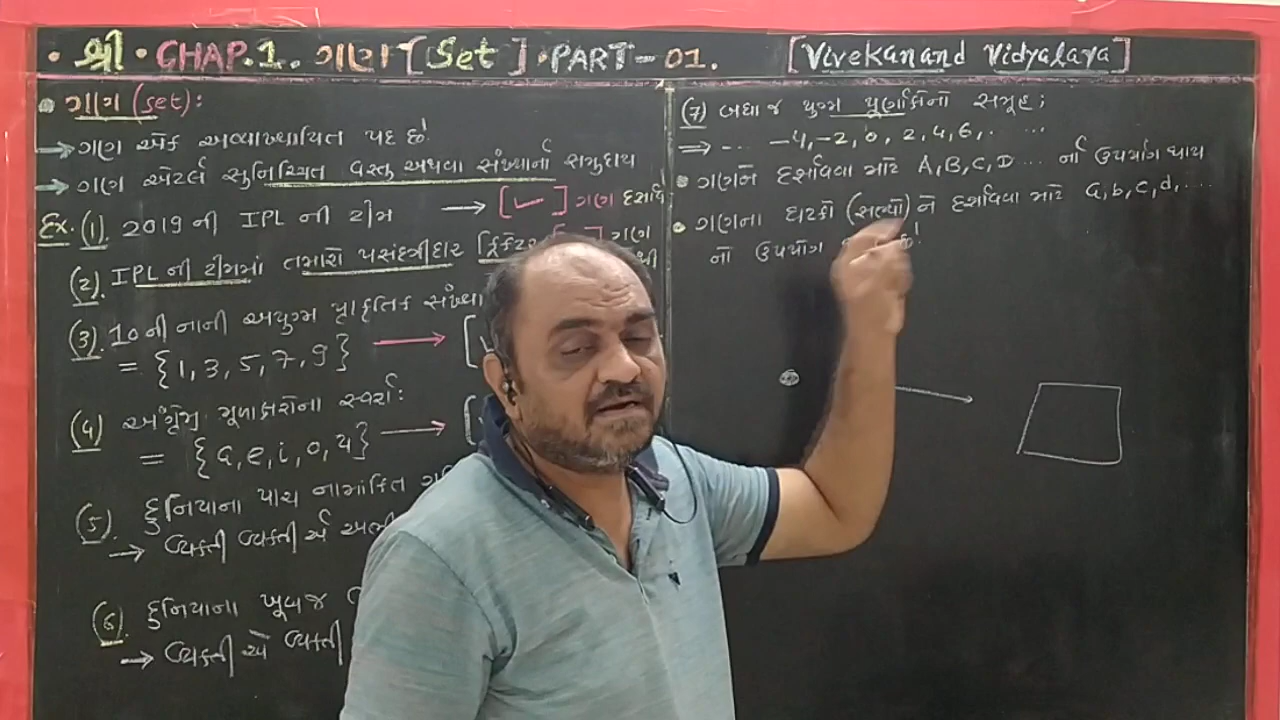 • શ્રી • CHAP.1. ગણ [Set] • PART - 01.
[Vivekanand Vidyalaya]
• ગણ (set):
→ ગણ એક અવ્યાખ્યાયિત પદ છે!
→ ગણ એટલે સુનિશ્ચિત વસ્તુ અથવા સંખ્યાનો સમુદાય
Ex. (1) 2019 ની IPL ની ટીમ → [✓] ગણ દર્શાવે
(2). IPL ની ટીમમાં તમારો પસંદગીદાર ક્રિકેટર ગણ
નથી
(3). 10 ની નાની અયુગ્મ પ્રાકૃતિક સંખ્યા
= {1, 3, 5, 7, 9} →
(4) અંગ્રેજી મૂળાક્ષરોના સ્વરો:
= {a, e, i, o, u} →
(5). દુનિયાના પાંચ નામાંકિત
→ વ્યક્તી વ્યક્તી એ
(6). દુનિયાના ખૂબજ
→ વ્યક્તી એ વ્યક્તી
(7) બધા જ યુગ્મ પૂર્ણાંકોનો સમૂહ;
⇒ --- -4, -2, 0, 2, 4, 6, . ...
• ગણને દર્શાવવા માટે A, B, C, D ... નો ઉપયોગ થાય
• ગણના ઘટકો (સભ્યો) ને દર્શાવવા માટે a, b, c, d, ...
નો ઉપયોગ છે!